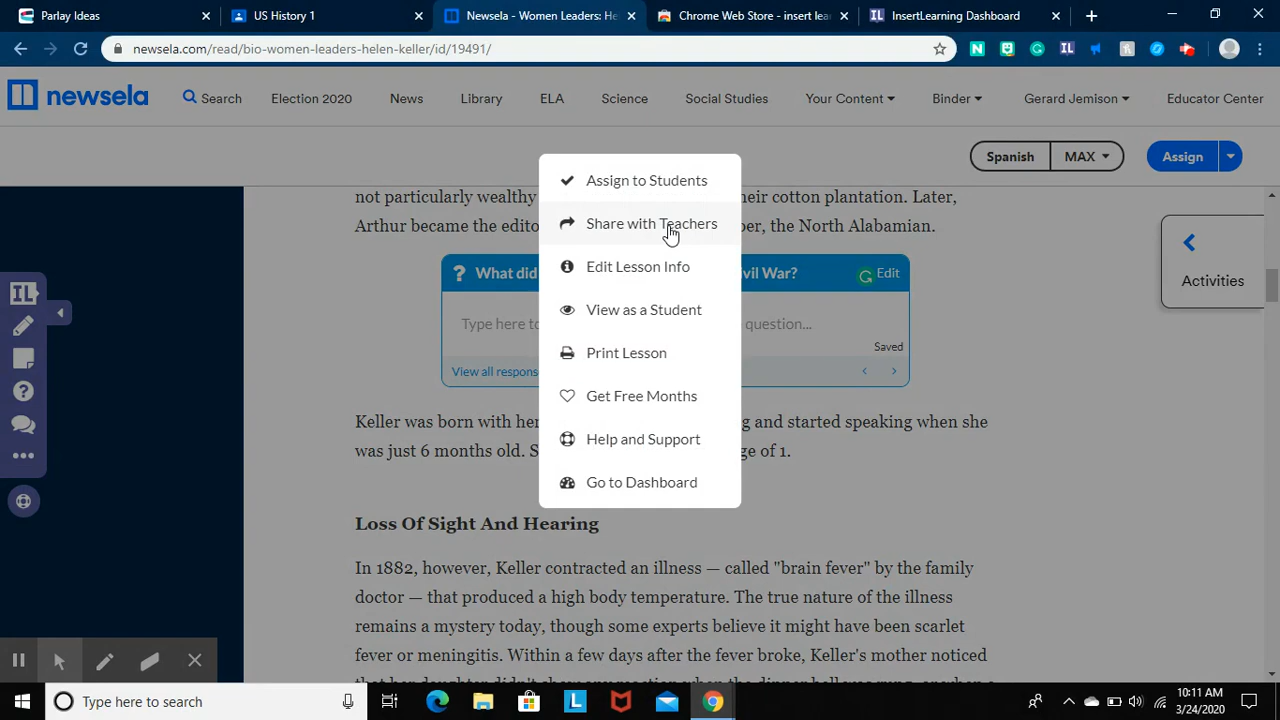 Parlay Ideas
US History 1
Newsela - Women Leaders: He
Chrome Web Store - insert lea
InsertLearning Dashboard
newsela.com/read/bio-women-leaders-helen-keller/id/19491/
newsela
Search
Election 2020
News
Library
ELA
Science
Social Studies
Your Content
Binder
Gerard Jemison
Educator Center
Spanish
MAX
Assign
not particularly wealthy
heir cotton plantation. Later,
Arthur became the edito
per, the North Alabamian.
? What did
ivil War?
Edit
Type here to
question...
Saved
View all respons
Keller was born with her
g and started speaking when she
was just 6 months old. S
ge of 1.
Assign to Students
Share with Teachers
Edit Lesson Info
View as a Student
Print Lesson
Get Free Months
Help and Support
Go to Dashboard
Activities
IL
Loss Of Sight And Hearing
In 1882, however, Keller contracted an illness — called "brain fever" by the family
doctor — that produced a high body temperature. The true nature of the illness
remains a mystery today, though some experts believe it might have been scarlet
fever or meningitis. Within a few days after the fever broke, Keller's mother noticed
Type here to search
10:11 AM
3/24/2020